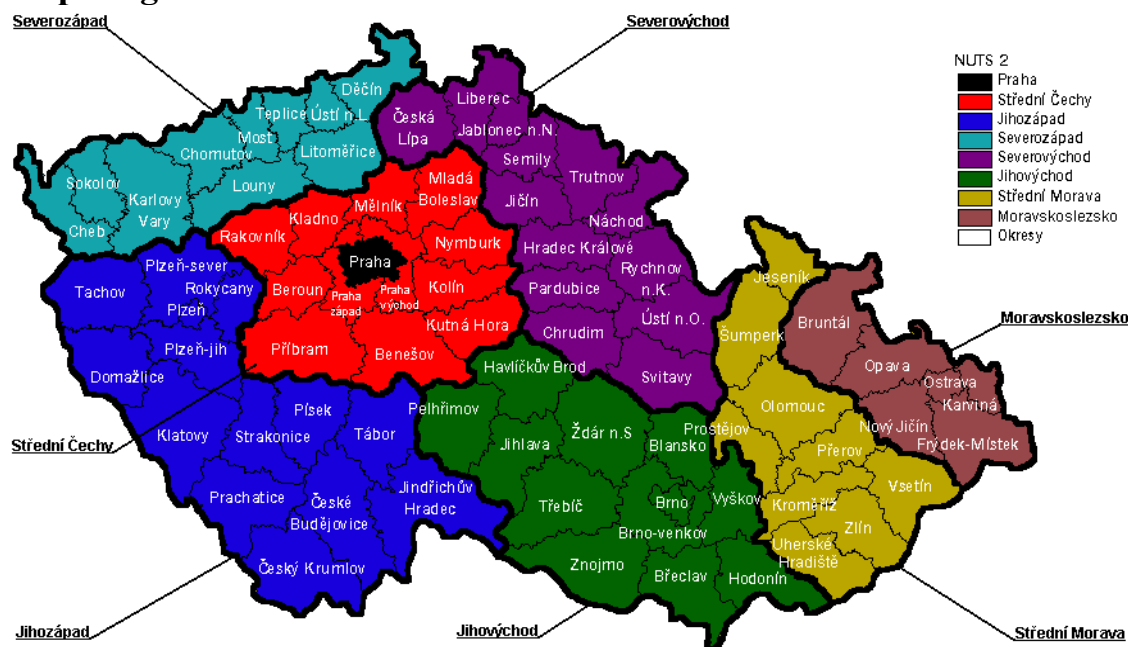 Severozápad
Severovýchod
NUTS 2
Praha
Střední Čechy
Jihozápad
Severozápad
Severovýchod
Jihovýchod
Střední Morava
Moravskoslezsko
Okresy
Děčín
Teplice
Ústí n.L.
Most
Chomutov
Litoměřice
Sokolov
Karlovy
Vary
Louny
Cheb
Česká
Lípa
Liberec
Jablonec n.N.
Semily
Trutnov
Jičín
Náchod
Hradec Králové
Rychnov
n.K.
Pardubice
Ústí n.O.
Chrudim
Svitavy
Mladá
Boleslav
Mělník
Kladno
Rakovník
Nymburk
Praha
Beroun
Praha
západ
Praha
východ
Kolín
Kutná Hora
Příbram
Benešov
Plzeň-sever
Tachov
Rokycany
Plzeň
Plzeň-jih
Domažlice
Klatovy
Písek
Strakonice
Tábor
Prachatice
České
Budějovice
Jindřichův
Hradec
Český Krumlov
Havlíčkův Brod
Pelhřimov
Jihlava
Ždár n.S
Blansko
Třebíč
Brno
Vyškov
Brno-venkov
Znojmo
Břeclav
Hodonín
Jeseník
Šumperk
Olomouc
Prostějov
Přerov
Vsetín
Kroměříž
Zlín
Uherské
Hradiště
Bruntál
Opava
Ostrava
Karviná
Nový Jičín
Frýdek-Místek
Moravskoslezsko
Střední Čechy
Jihozápad
Jihovýchod
Střední Morava